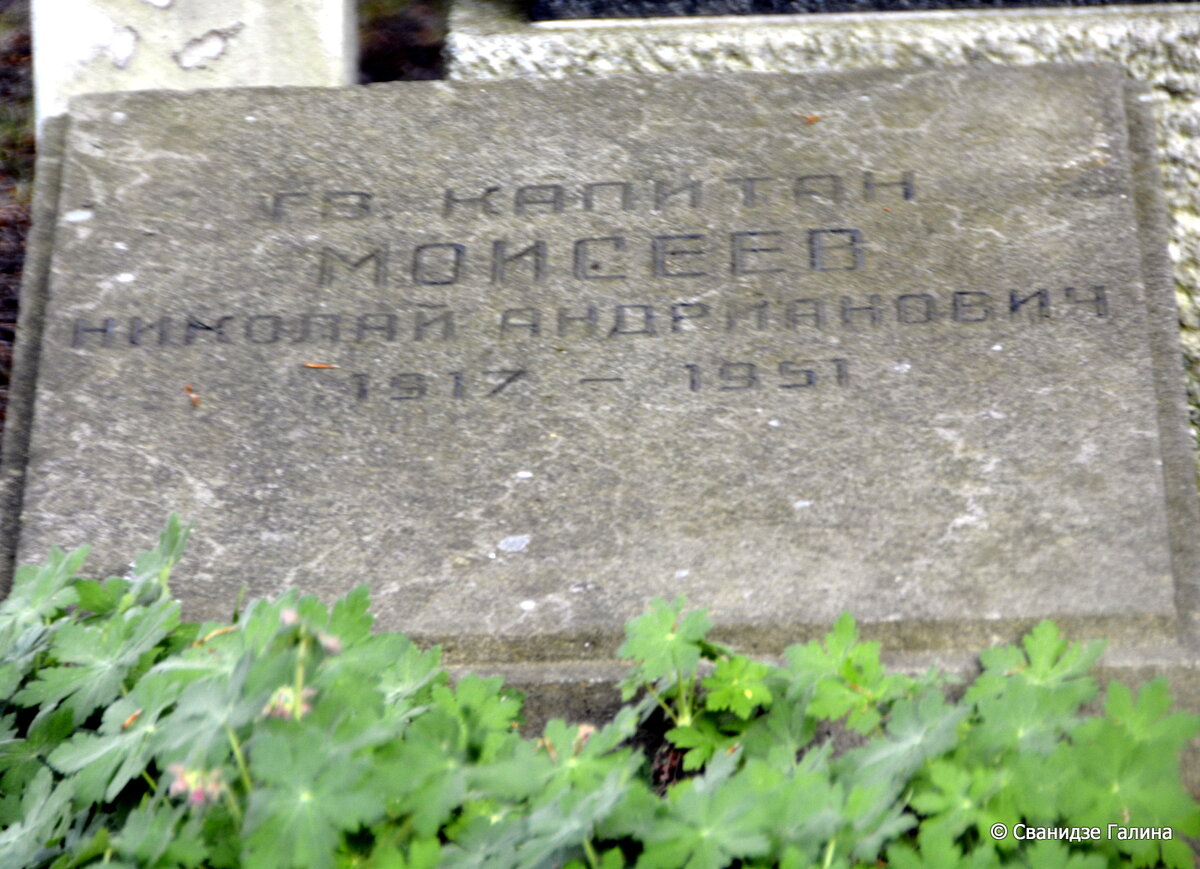 ГВ. КАПИТАН
МОИСЕЕВ
НИКОЛАЙ АНДРИАНОВИЧ
1917 – 1951
© Сванидзе Галина